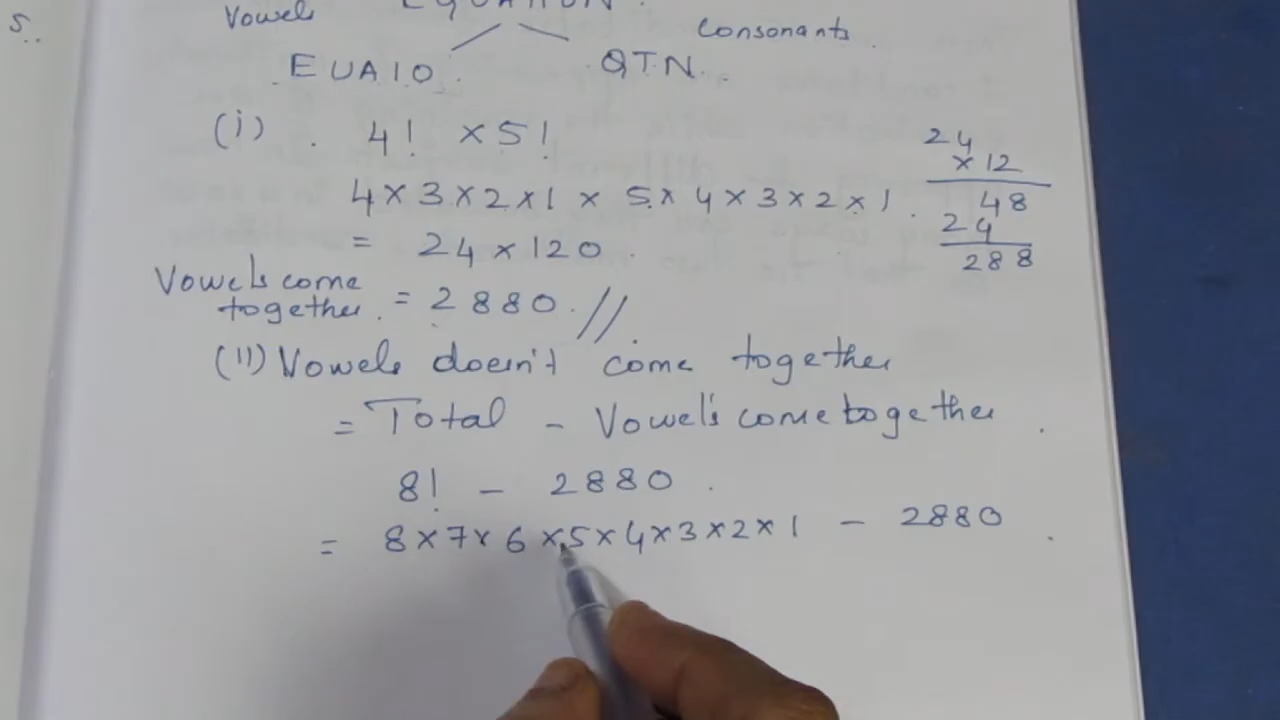 5.
Vowels EQUATION. Consonants.
EUAIO. QTN.
(i). 4! × 5!
4×3×2×1 × 5×4×3×2×1.
= 24 × 120.
Vowels come together. = 2880. //
24
×12
48
24
288
(II) Vowels doesn't come together
= Total - Vowel's come together.
8! - 2880.
= 8×7×6×5×4×3×2×1 - 2880